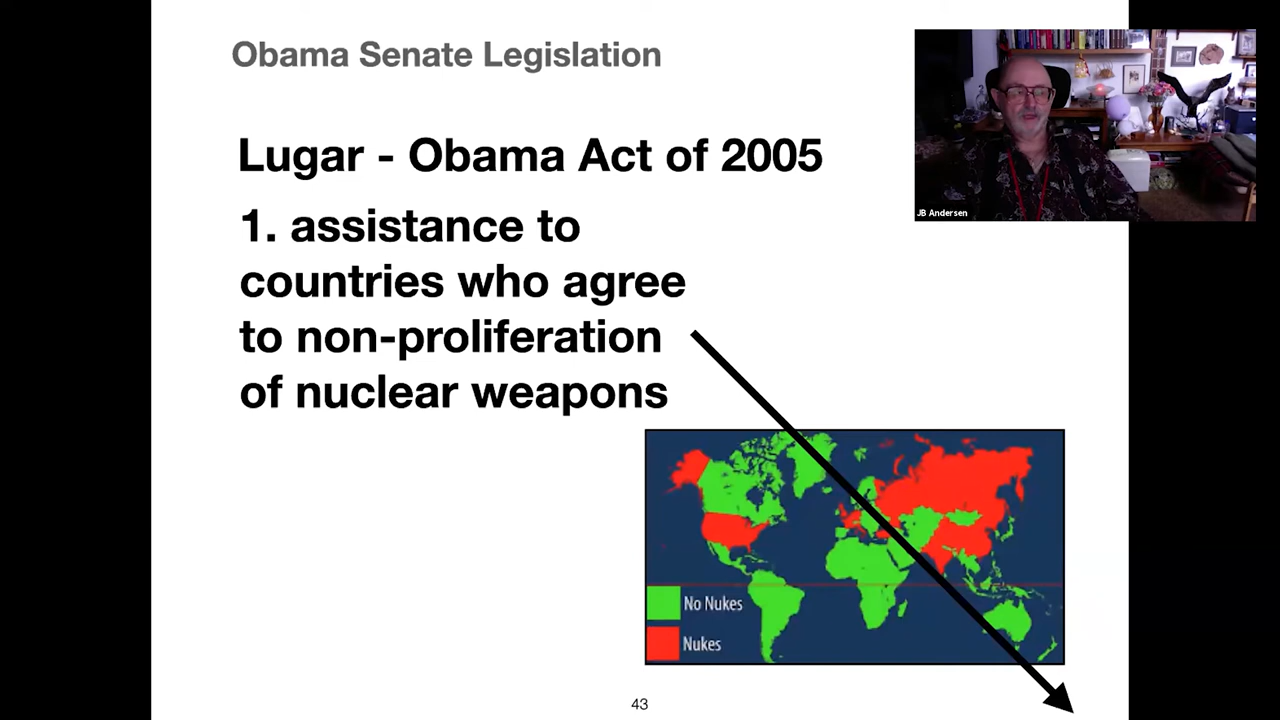 Obama Senate Legislation
Lugar - Obama Act of 2005
1. assistance to
countries who agree
to non-proliferation
of nuclear weapons
JB Andersen
No Nukes
Nukes
43